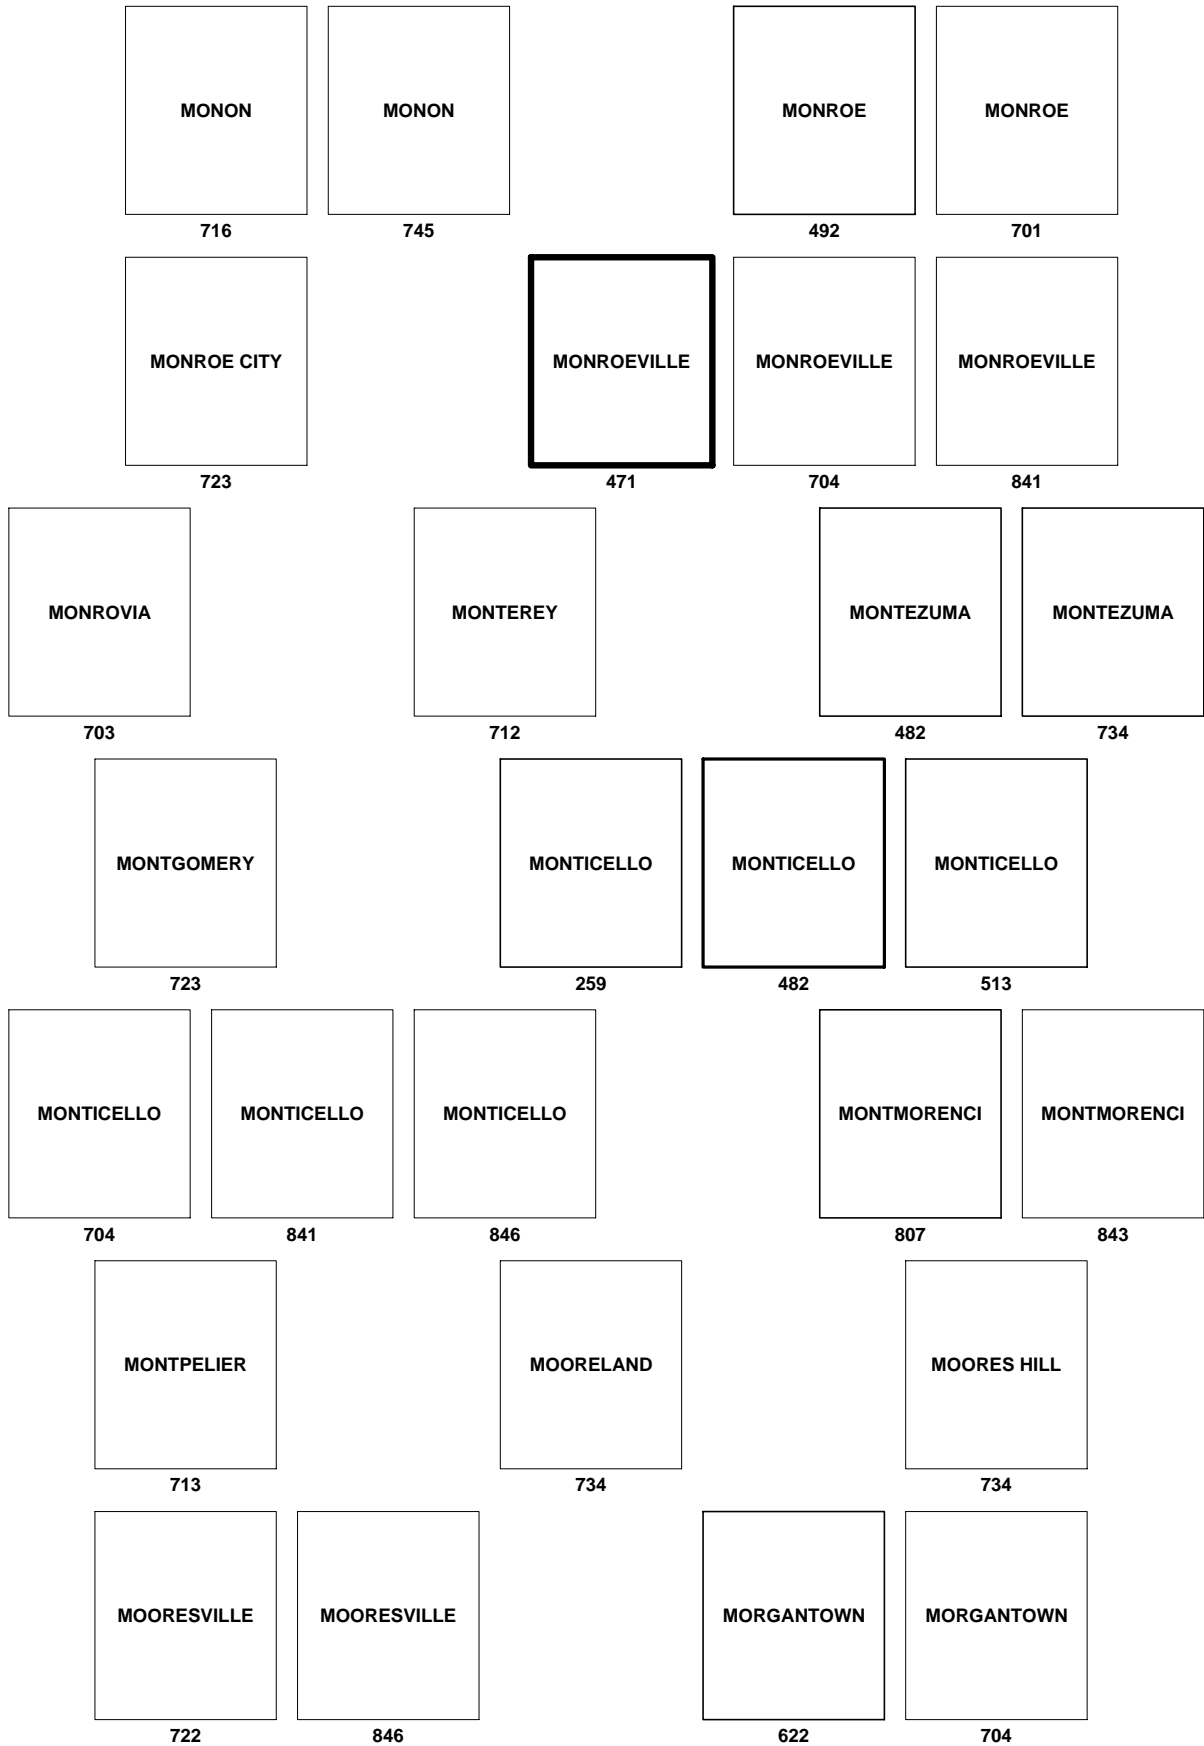 MONON MONON MONROE MONROE
716 745 492 701
MONROE CITY MONROEVILLE MONROEVILLE MONROEVILLE
723 471 704 841
MONROVIA MONTEREY MONTEZUMA MONTEZUMA
703 712 482 734
MONTGOMERY MONTICELLO MONTICELLO MONTICELLO
723 259 482 513
MONTICELLO MONTICELLO MONTICELLO MONTMORENCI MONTMORENCI
704 841 846 807 843
MONTPELIER MOORELAND MOORES HILL
713 734 734
MOORESVILLE MOORESVILLE MORGANTOWN MORGANTOWN
722 846 622 704